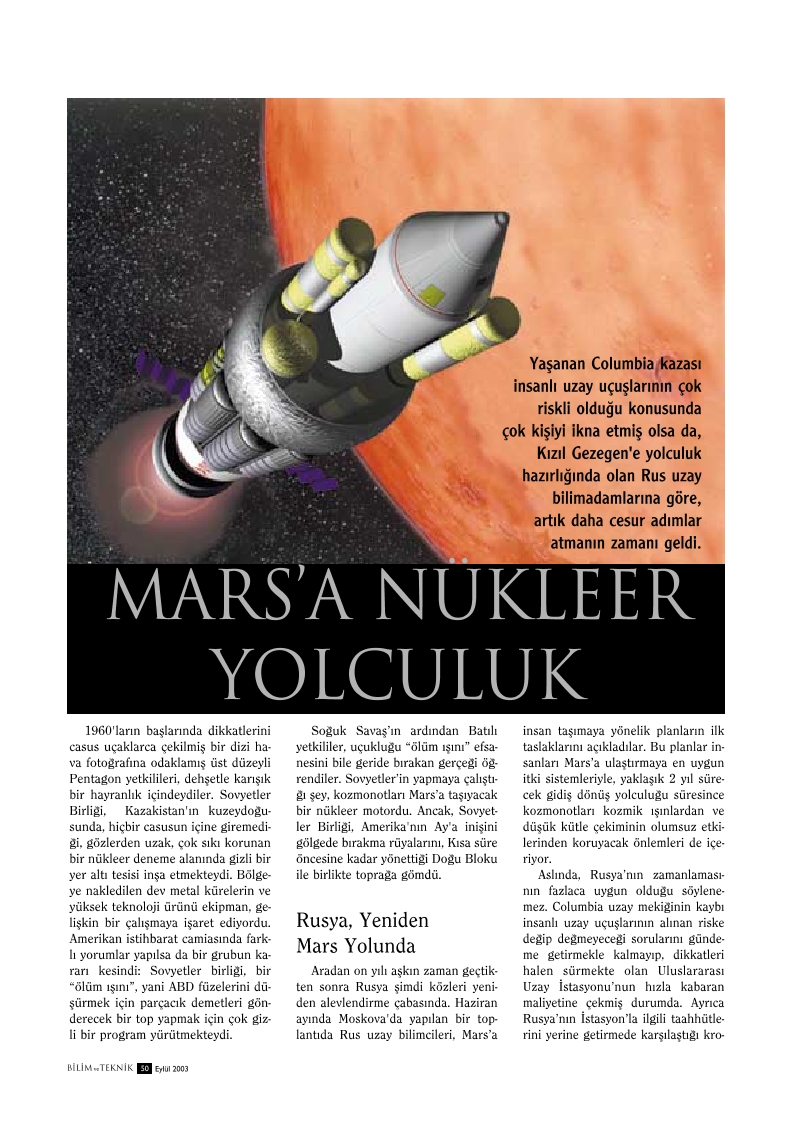 Yaşanan Columbia kazası
insanlı uzay uçuşlarının çok
riskli olduğu konusunda
çok kişiyi ikna etmiş olsa da,
Kızıl Gezegen'e yolculuk
hazırlığında olan Rus uzay
bilimadamlarına göre,
artık daha cesur adımlar
atmanın zamanı geldi.
MARS’A NÜKLEER
YOLCULUK
1960'ların başlarında dikkatlerini
casus uçaklarca çekilmiş bir dizi ha-
va fotoğrafına odaklamış üst düzeyli
Pentagon yetkilileri, dehşetle karışık
bir hayranlık içindeydiler. Sovyetler
Birliği, Kazakistan'ın kuzeydoğu-
sunda, hiçbir casusun içine giremedi-
ği, gözlerden uzak, çok sıkı korunan
bir nükleer deneme alanında gizli bir
yer altı tesisi inşa etmekteydi. Bölge-
ye nakledilen dev metal kürelerin ve
yüksek teknoloji ürünü ekipman, ge-
lişkin bir çalışmaya işaret ediyordu.
Amerikan istihbarat camiasında fark-
lı yorumlar yapılsa da bir grubun ka-
rarı kesindi: Sovyetler birliği, bir
“ölüm ışını”, yani ABD füzelerini dü-
şürmek için parçacık demetleri gön-
derecek bir top yapmak için çok giz-
li bir program yürütmekteydi.
Soğuk Savaş’ın ardından Batılı
yetkililer, uçukluğu “ölüm ışını” efsa-
nesini bile geride bırakan gerçeği öğ-
rendiler. Sovyetler’in yapmaya çalıştı-
ğı şey, kozmonotları Mars’a taşıyacak
bir nükleer motordu. Ancak, Sovyet-
ler Birliği, Amerika'nın Ay'a inişini
gölgede bırakma rüyalarını, Kısa süre
öncesine kadar yönettiği Doğu Bloku
ile birlikte toprağa gömdü.
Rusya, Yeniden
Mars Yolunda
Aradan on yılı aşkın zaman geçtik-
ten sonra Rusya şimdi közleri yeni-
den alevlendirme çabasında. Haziran
ayında Moskova'da yapılan bir top-
lantıda Rus uzay bilimcileri, Mars’a
insan taşımaya yönelik planların ilk
taslaklarını açıkladılar. Bu planlar in-
sanları Mars’a ulaştırmaya en uygun
itki sistemleriyle, yaklaşık 2 yıl süre-
cek gidiş dönüş yolculuğu süresince
kozmonotları kozmik ışınlardan ve
düşük kütle çekiminin olumsuz etki-
lerinden koruyacak önlemleri de içe-
riyor.
Aslında, Rusya’nın zamanlaması-
nın fazlaca uygun olduğu söylene-
mez. Columbia uzay mekiğinin kaybı
insanlı uzay uçuşlarının alınan riske
değip değmeyeceği sorularını günde-
me getirmekle kalmayıp, dikkatleri
halen sürmekte olan Uluslararası
Uzay İstasyonu’nun hızla kabaran
maliyetine çekmiş durumda. Ayrıca
Rusya’nın İstasyon’la ilgili taahhütle-
rini yerine getirmede karşılaştığı kro-
BİLİM ve TEKNİK 50 Eylül 2003